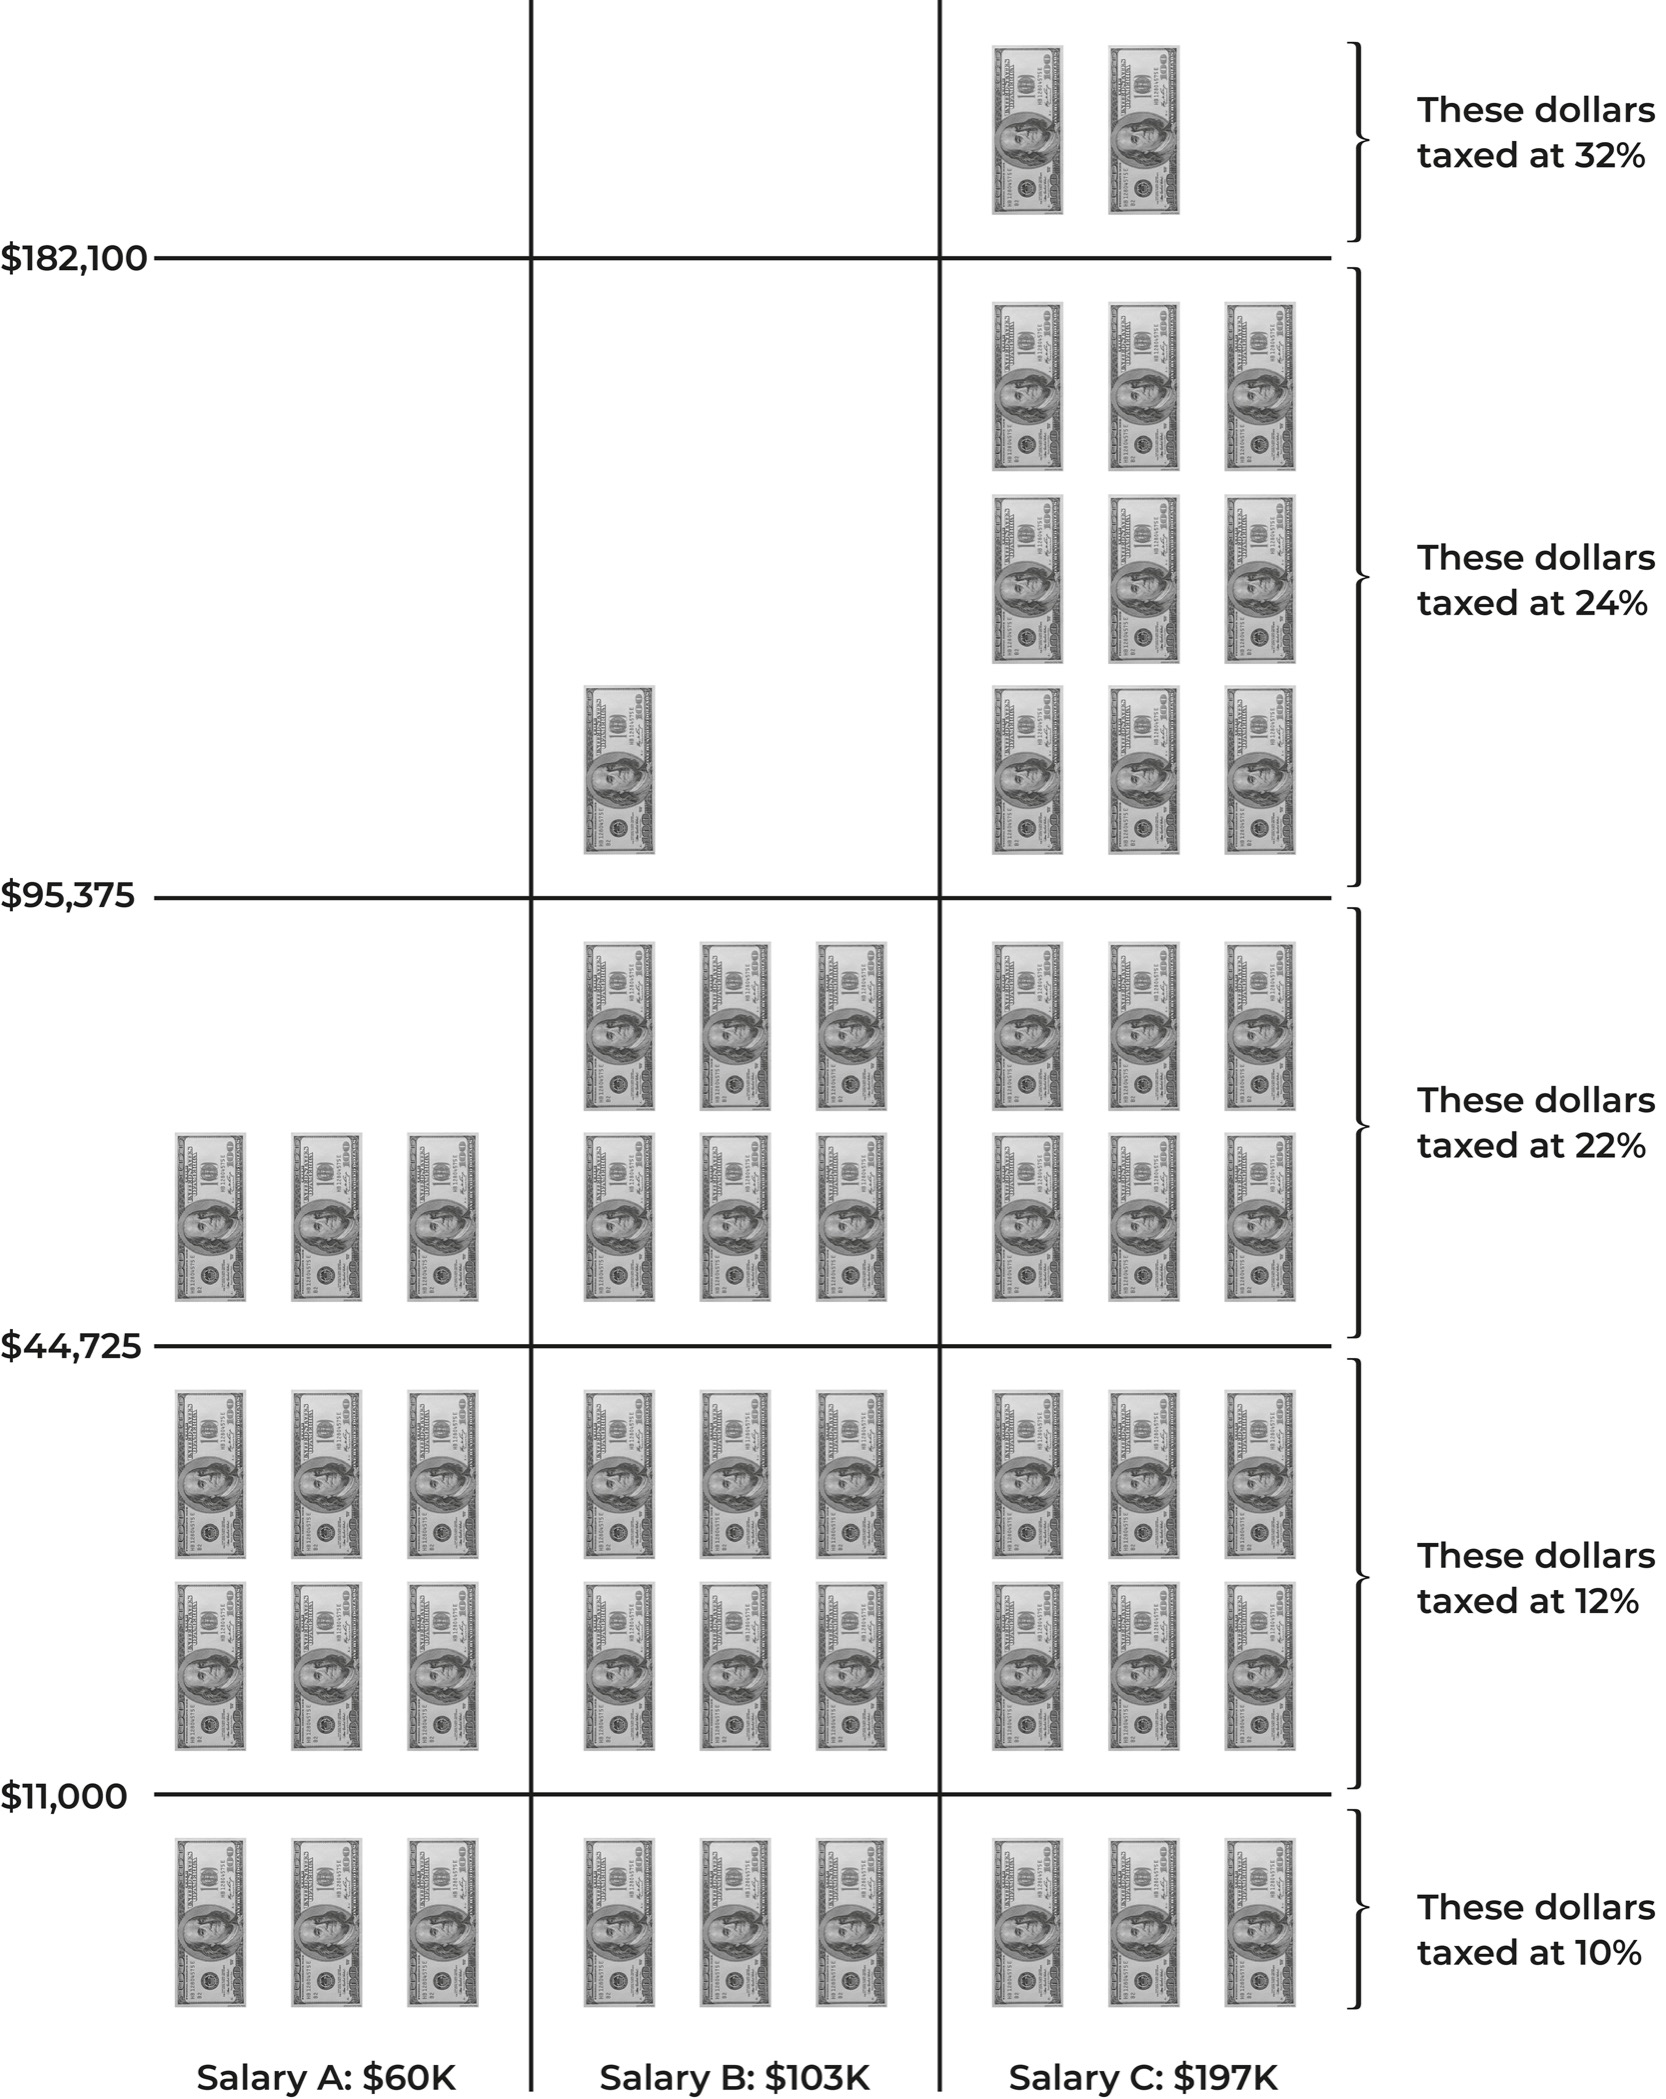 These dollars
taxed at 32%
$182,100
These dollars
taxed at 24%
$95,375
These dollars
taxed at 22%
$44,725
These dollars
taxed at 12%
$11,000
These dollars
taxed at 10%
Salary A: $60K
Salary B: $103K
Salary C: $197K